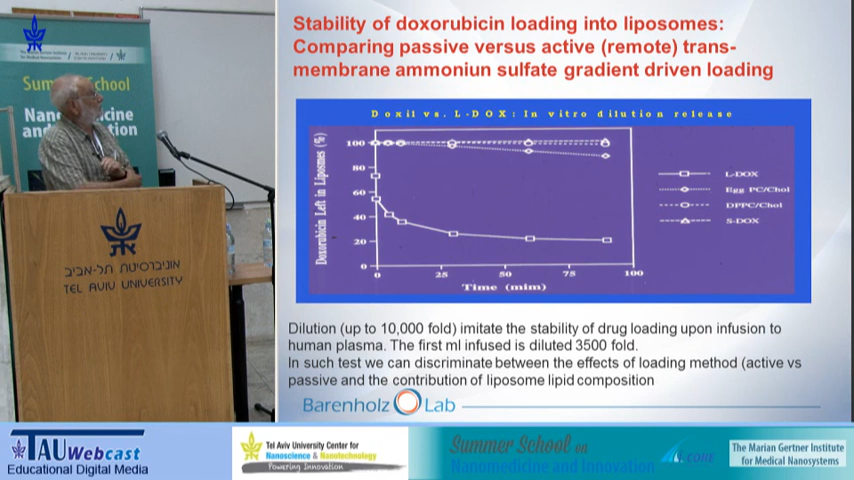 Summer School
Nanomedicine
and Innovation
אוניברסיטת תל-אביב
TEL AVIV UNIVERSITY
Stability of doxorubicin loading into liposomes:
Comparing passive versus active (remote) trans-
membrane ammoniun sulfate gradient driven loading
Doxil vs. L-DOX: In vitro dilution release
Doxorubicin Left in Liposmes (%)
100
80
60
40
20
0
0 25 50 75 100
Time (mim)
L-DOX
Egg PC/Chol
DPPC/Chol
S-DOX
Dilution (up to 10,000 fold) imitate the stability of drug loading upon infusion to
human plasma. The first ml infused is diluted 3500 fold.
In such test we can discriminate between the effects of loading method (active vs
passive and the contribution of liposome lipid composition
Barenholz Lab
TAU Webcast
Educational Digital Media
Tel Aviv University Center for
Nanoscience & Nanotechnology
Powering Innovation
Summer School on
Nanomedicine and Innovation
The Marian Gertner Institute
for Medical Nanosystems